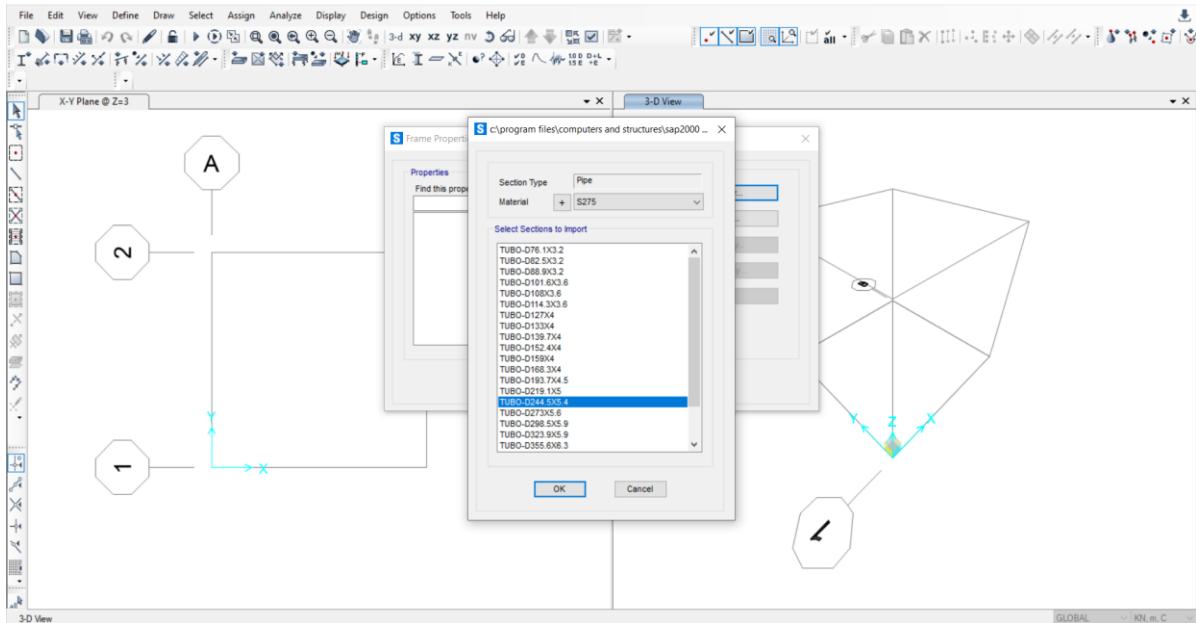 File Edit View Define Draw Select Assign Analyze Display Design Options Tools Help
3-d xy xz yz nv
all
X-Y Plane @ Z=3
3-D View
Frame Properti
Properties
Find this prope
c:\program files\computers and structures\sap2000 ...
Section Type Pipe
Material + S275
Select Sections to Import
TUBO-D76.1X3.2
TUBO-D82.5X3.2
TUBO-D88.9X3.2
TUBO-D101.6X3.6
TUBO-D108X3.6
TUBO-D114.3X3.6
TUBO-D127X4
TUBO-D133X4
TUBO-D139.7X4
TUBO-D152.4X4
TUBO-D159X4
TUBO-D168.3X4
TUBO-D193.7X4.5
TUBO-D219.1X5
TUBO-D244.5X5.4
TUBO-D273X5.6
TUBO-D298.5X5.9
TUBO-D323.9X5.9
TUBO-D355.6X6.3
OK Cancel
A
2
1
Y
X
Y Z X
1
3-D View
GLOBAL KN, m, C